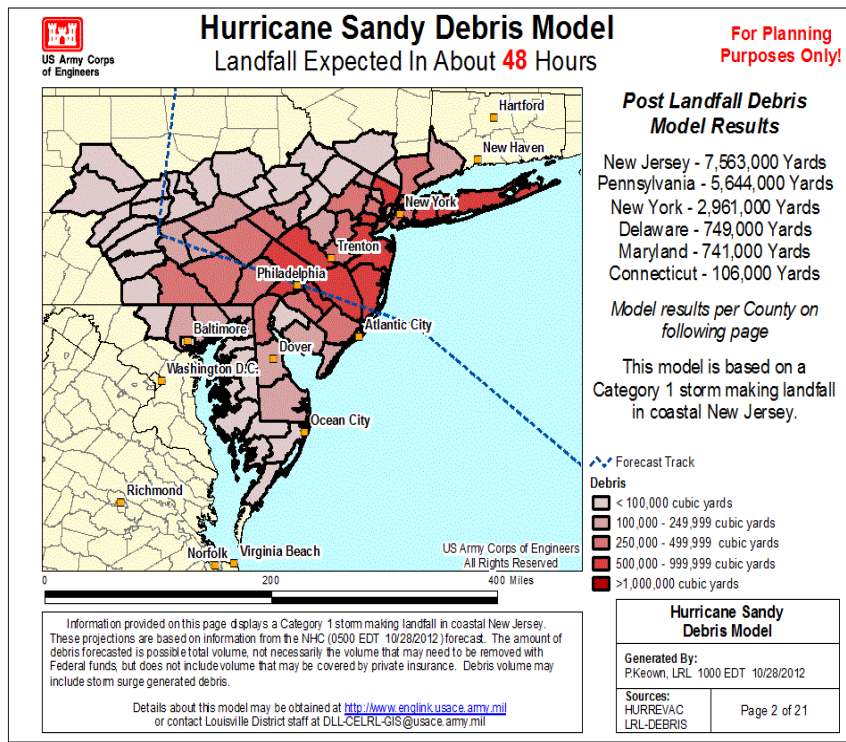 Hurricane Sandy Debris Model
Landfall Expected In About 48 Hours
US Army Corps
of Engineers
For Planning
Purposes Only!
Hartford
New Haven
New York
Trenton
Philadelphia
Atlantic City
Baltimore
Dover
Washington D.C.
Ocean City
Richmond
Norfolk
Virginia Beach
US Army Corps of Engineers
All Rights Reserved
0 200 400 Miles
Post Landfall Debris
Model Results
New Jersey - 7,563,000 Yards
Pennsylvania - 5,644,000 Yards
New York - 2,961,000 Yards
Delaware - 749,000 Yards
Maryland - 741,000 Yards
Connecticut - 106,000 Yards
Model results per County on
following page
This model is based on a
Category 1 storm making landfall
in coastal New Jersey.
Forecast Track
Debris
< 100,000 cubic yards
100,000 - 249,999 cubic yards
250,000 - 499,999 cubic yards
500,000 - 999,999 cubic yards
>1,000,000 cubic yards
Information provided on this page displays a Category 1 storm making landfall in coastal New Jersey.
These projections are based on information from the NHC (0500 EDT 10/28/2012) forecast. The amount of
debris forecasted is possible total volume, not necessarily the volume that may need to be removed with
Federal funds, but does not include volume that may be covered by private insurance. Debris volume may
include storm surge generated debris.
Details about this model may be obtained at http://www.englink.usace.army.mil
or contact Louisville District staff at DLL-CELRL-GIS@usace.army.mil
Hurricane Sandy
Debris Model
Generated By:
P.Keown, LRL 1000 EDT 10/28/2012
Sources:
HURREVAC
LRL-DEBRIS
Page 2 of 21